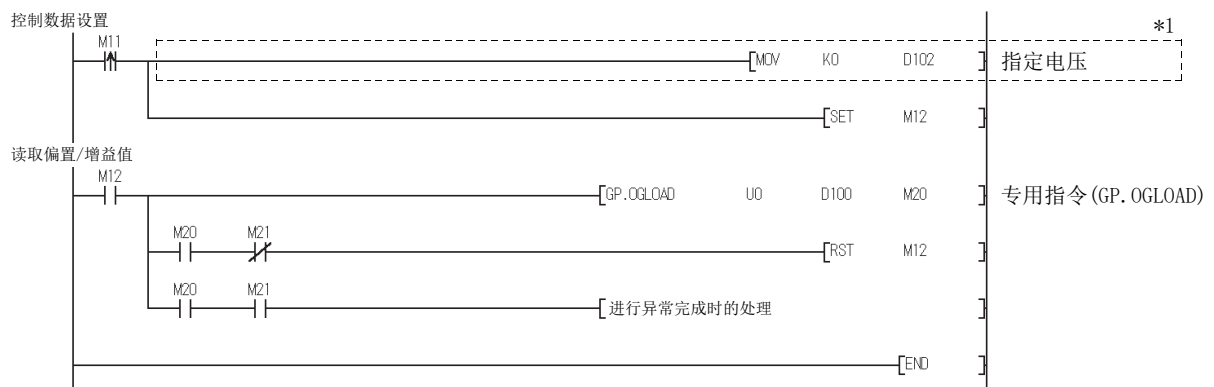 控制数据设置
*1
M11
MOV K0 D102 指定电压
SET M12
读取偏置/增益值
M12
GP.OGLOAD U0 D100 M20 专用指令(GP.OGLOAD)
M20 M21
RST M12
M20 M21
进行异常完成时的处理
END